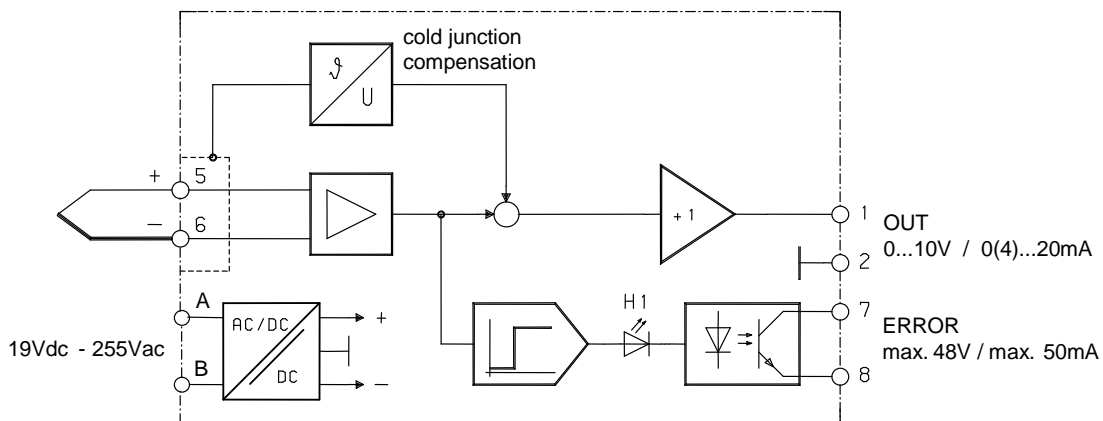 cold junction
compensation
ϑ
U
+
5
−
6
+1
1
OUT
0...10V / 0(4)...20mA
2
A
AC/DC
+
H1
7
ERROR
19Vdc - 255Vac
max. 48V / max. 50mA
B
DC
−
8